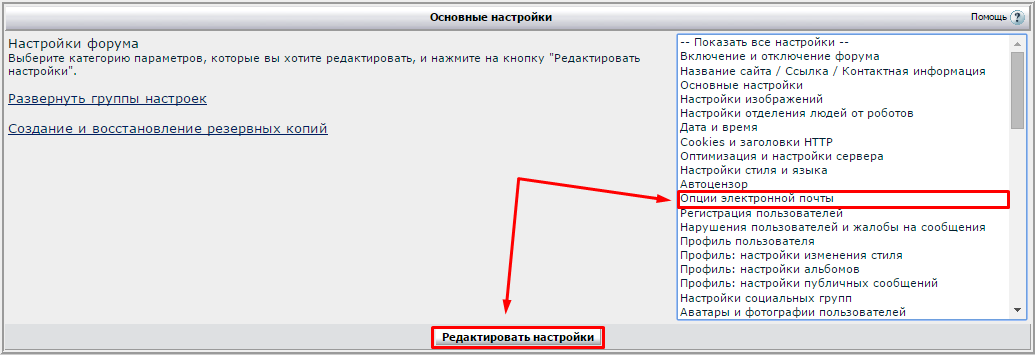 Основные настройки
Помощь ?
Настройки форума
Выберите категорию параметров, которые вы хотите редактировать, и нажмите на кнопку "Редактировать
настройки".
Развернуть группы настроек
Создание и восстановление резервных копий
-- Показать все настройки --
Включение и отключение форума
Название сайта / Ссылка / Контактная информация
Основные настройки
Настройки изображений
Настройки отделения людей от роботов
Дата и время
Cookies и заголовки HTTP
Оптимизация и настройки сервера
Настройки стиля и языка
Автоцензор
Опции электронной почты
Регистрация пользователей
Нарушения пользователей и жалобы на сообщения
Профиль пользователя
Профиль: настройки изменения стиля
Профиль: настройки альбомов
Профиль: настройки публичных сообщений
Настройки социальных групп
Аватары и фотографии пользователей
Редактировать настройки